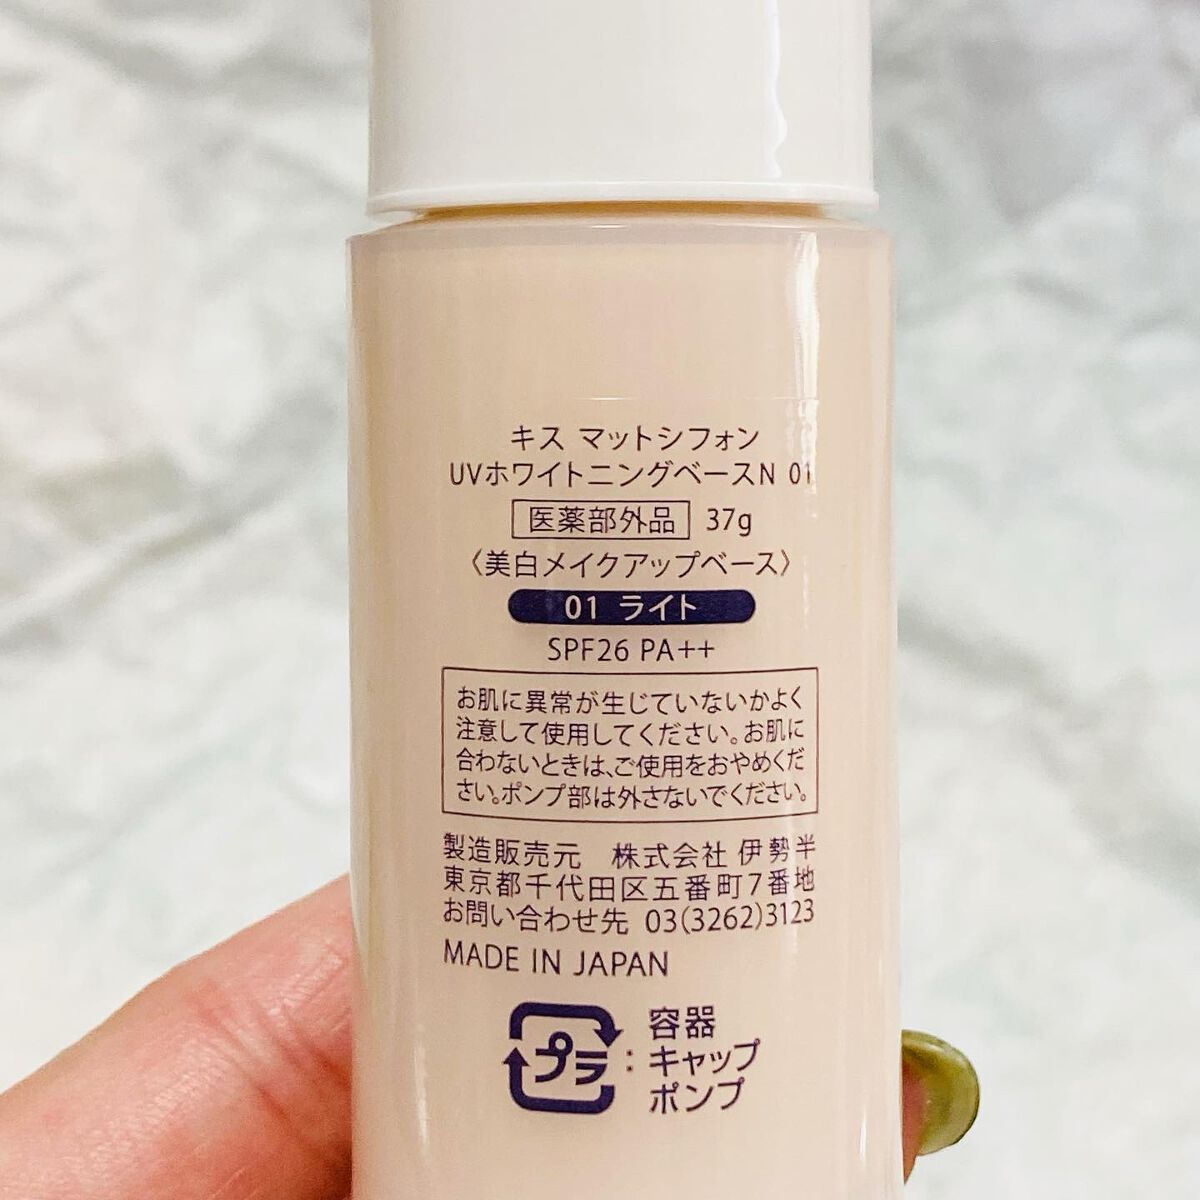 キス マットシフォン
UVホワイトニングベースN 01
医薬部外品 37g
〈美白メイクアップベース〉
01 ライト
SPF26 PA++
お肌に異常が生じていないかよく
注意して使用してください。お肌に
合わないときは、ご使用をおやめくだ
さい。ポンプ部は外さないでください。
製造販売元 株式会社 伊勢半
東京都千代田区五番町7番地
お問い合わせ先 03(3262)3123
MADE IN JAPAN
プラ : 容器
キャップ
ポンプ